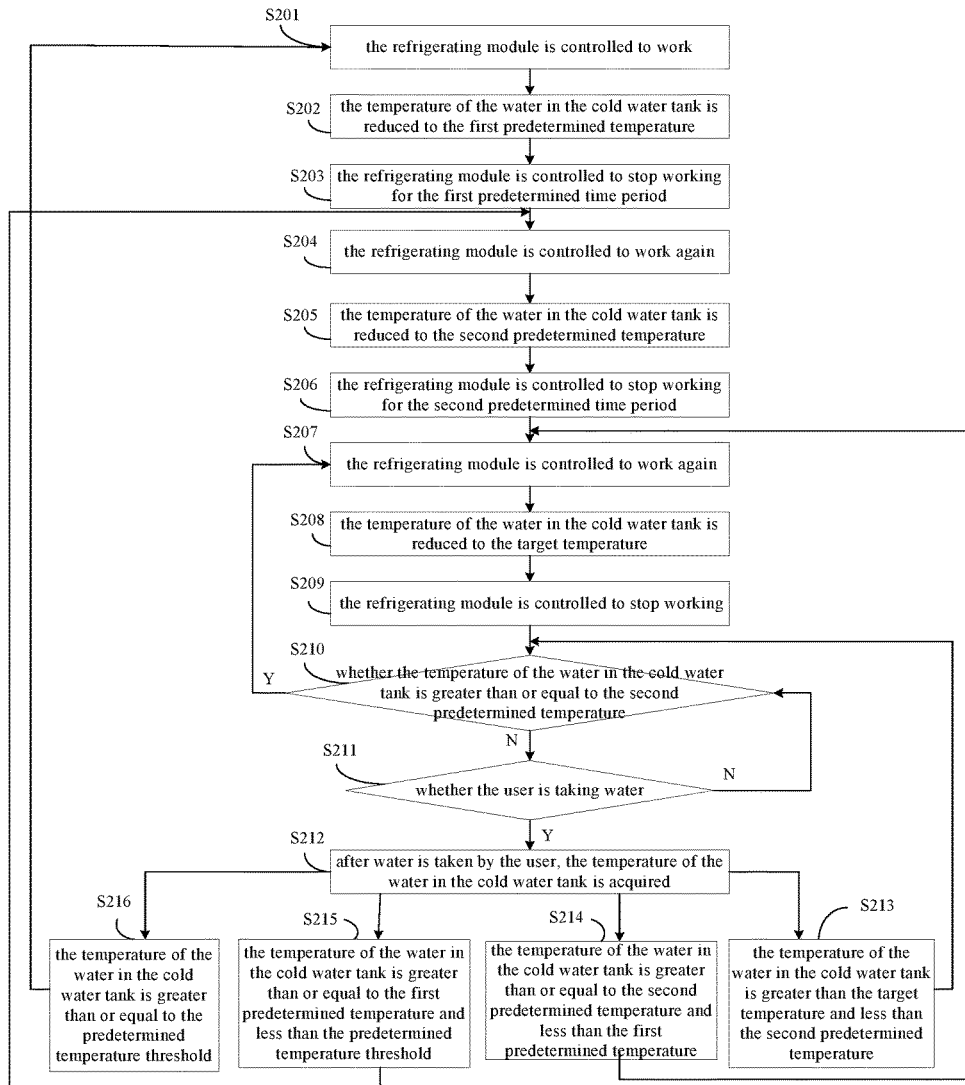 S201
the refrigerating module is controlled to work
S202
the temperature of the water in the cold water tank is
reduced to the first predetermined temperature
S203
the refrigerating module is controlled to stop working
for the first predetermined time period
S204
the refrigerating module is controlled to work again
S205
the temperature of the water in the cold water tank is
reduced to the second predetermined temperature
S206
the refrigerating module is controlled to stop working
for the second predetermined time period
S207
the refrigerating module is controlled to work again
S208
the temperature of the water in the cold water tank is
reduced to the target temperature
S209
the refrigerating module is controlled to stop working
S210
whether the temperature of the water in the cold water
tank is greater than or equal to the second
predetermined temperature
Y
N
S211
whether the user is taking water
N
Y
S212
after water is taken by the user, the temperature of the
water in the cold water tank is acquired
S216
the temperature of the
water in the cold
water tank is greater
than or equal to the
predetermined
temperature threshold
S215
the temperature of the water in
the cold water tank is greater
than or equal to the first
predetermined temperature and
less than the predetermined
temperature threshold
S214
the temperature of the water in
the cold water tank is greater
than or equal to the second
predetermined temperature and
less than the first
predetermined temperature
S213
the temperature of the
water in the cold water tank
is greater than the target
temperature and less than
the second predetermined
temperature